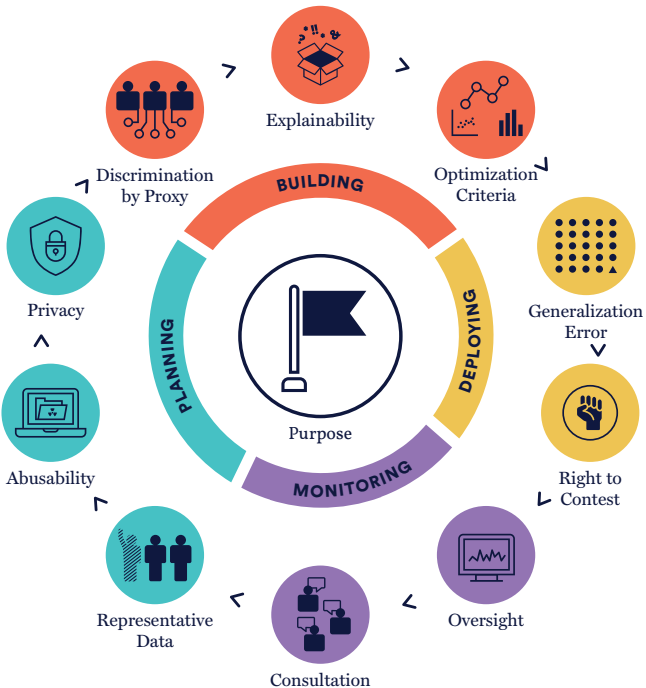 ?*!!*&
Explainability
Discrimination
by Proxy
Optimization
Criteria
BUILDING
Privacy
Generalization
Error
PLANNING
DEPLOYING
Purpose
Abusability
Right to
Contest
MONITORING
Representative
Data
Oversight
Consultation